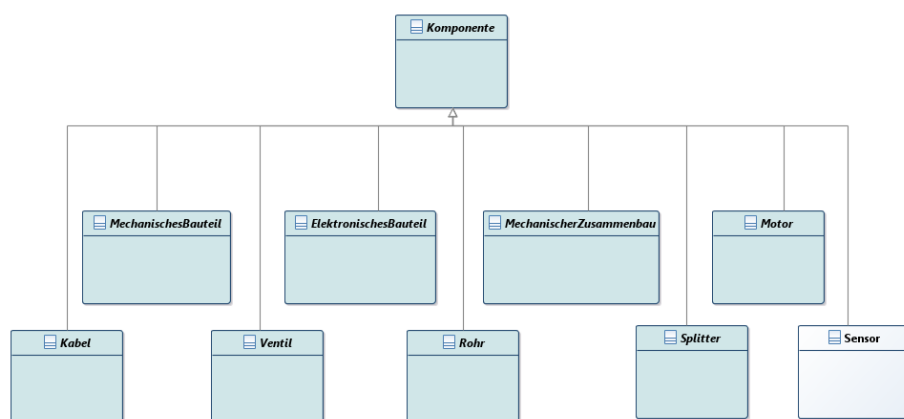 Komponente
MechanischesBauteil
ElektronischesBauteil
MechanischerZusammenbau
Motor
Kabel
Ventil
Rohr
Splitter
Sensor